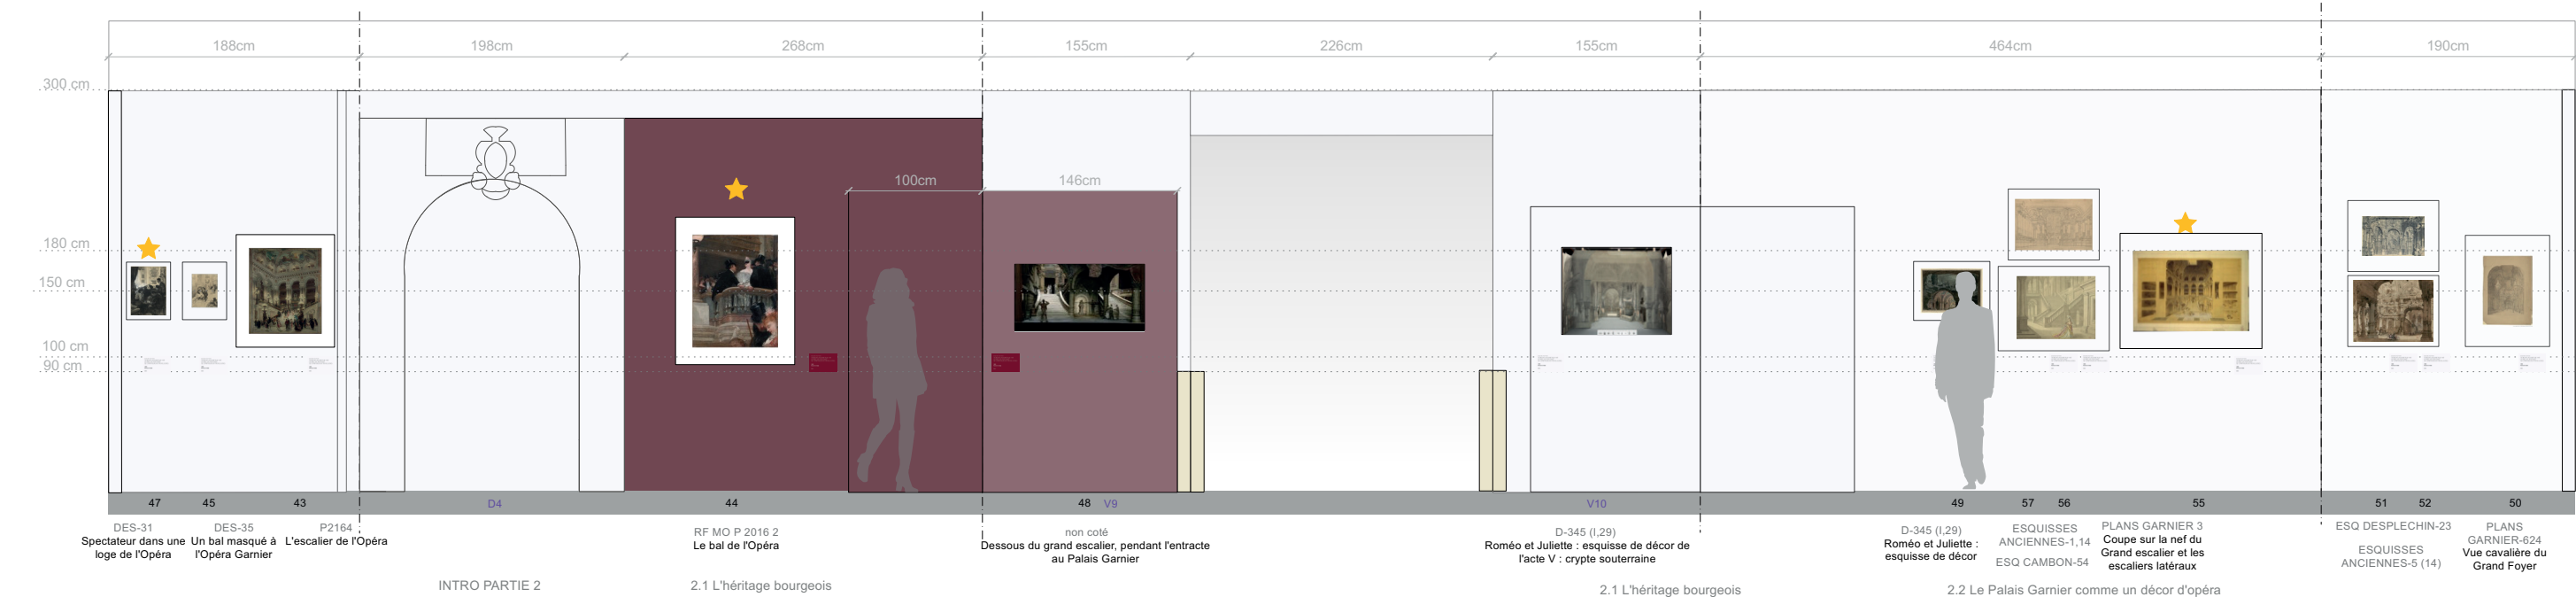 188cm
198cm
268cm
155cm
226cm
155cm
464cm
190cm
300 cm
100cm
146cm
180 cm
150 cm
100 cm
90 cm
47
45
43
D4
44
48
V9
V10
49
57
56
55
51
52
50
DES-31
Spectateur dans une
loge de l'Opéra
DES-35
Un bal masqué à
l'Opéra Garnier
P2164
L'escalier de l'Opéra
RF MO P 2016 2
Le bal de l'Opéra
non coté
Dessous du grand escalier, pendant l'entracte
au Palais Garnier
D-345 (I,29)
Roméo et Juliette : esquisse de décor de
l'acte V : crypte souterraine
D-345 (I,29)
Roméo et Juliette :
esquisse de décor
ESQUISSES
ANCIENNES-1,14
ESQ CAMBON-54
PLANS GARNIER 3
Coupe sur la nef du
Grand escalier et les
escaliers latéraux
ESQ DESPLECHIN-23
ESQUISSES
ANCIENNES-5 (14)
PLANS
GARNIER-624
Vue cavalière du
Grand Foyer
INTRO PARTIE 2
2.1 L'héritage bourgeois
2.1 L'héritage bourgeois
2.2 Le Palais Garnier comme un décor d'opéra